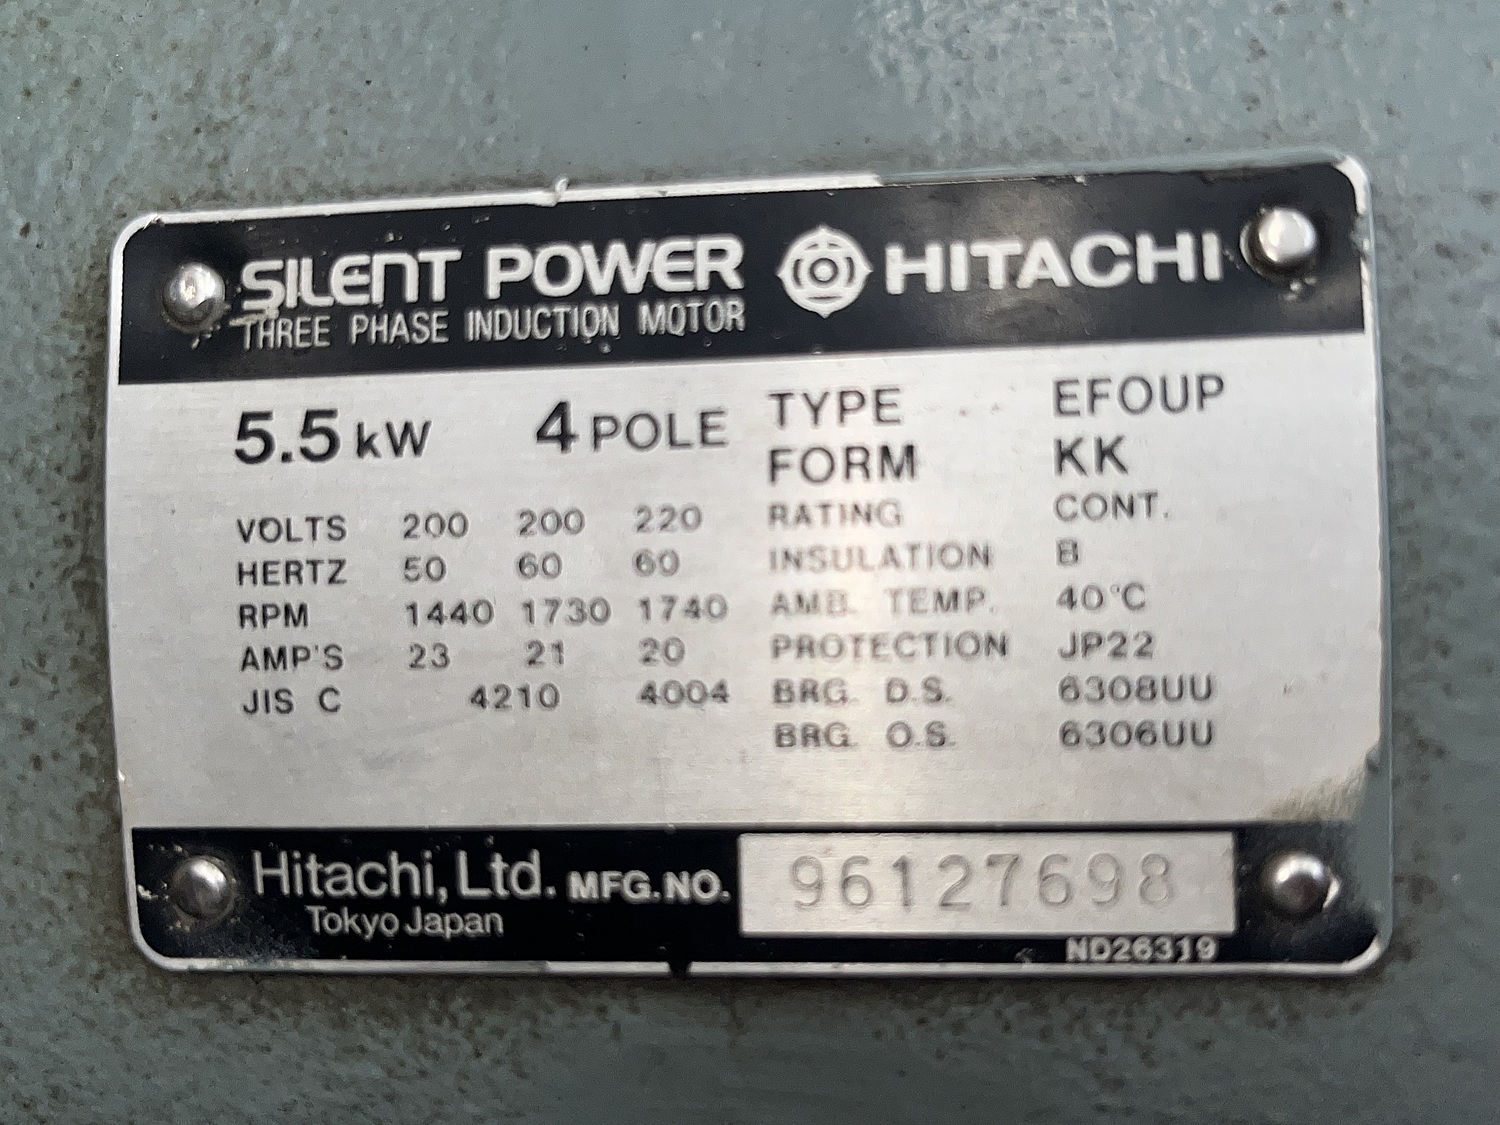 SILENT POWER HITACHI
THREE PHASE INDUCTION MOTOR
5.5 kW 4 POLE
VOLTS 200 200 220
HERTZ 50 60 60
RPM 1440 1730 1740
AMP'S 23 21 20
JIS C 4210 4004
TYPE EFOUP
FORM KK
RATING CONT.
INSULATION B
AMB. TEMP. 40°C
PROTECTION JP22
BRG. D.S. 6308UU
BRG. O.S. 6306UU
Hitachi, Ltd. MFG.NO. 96127698
Tokyo Japan
ND26319